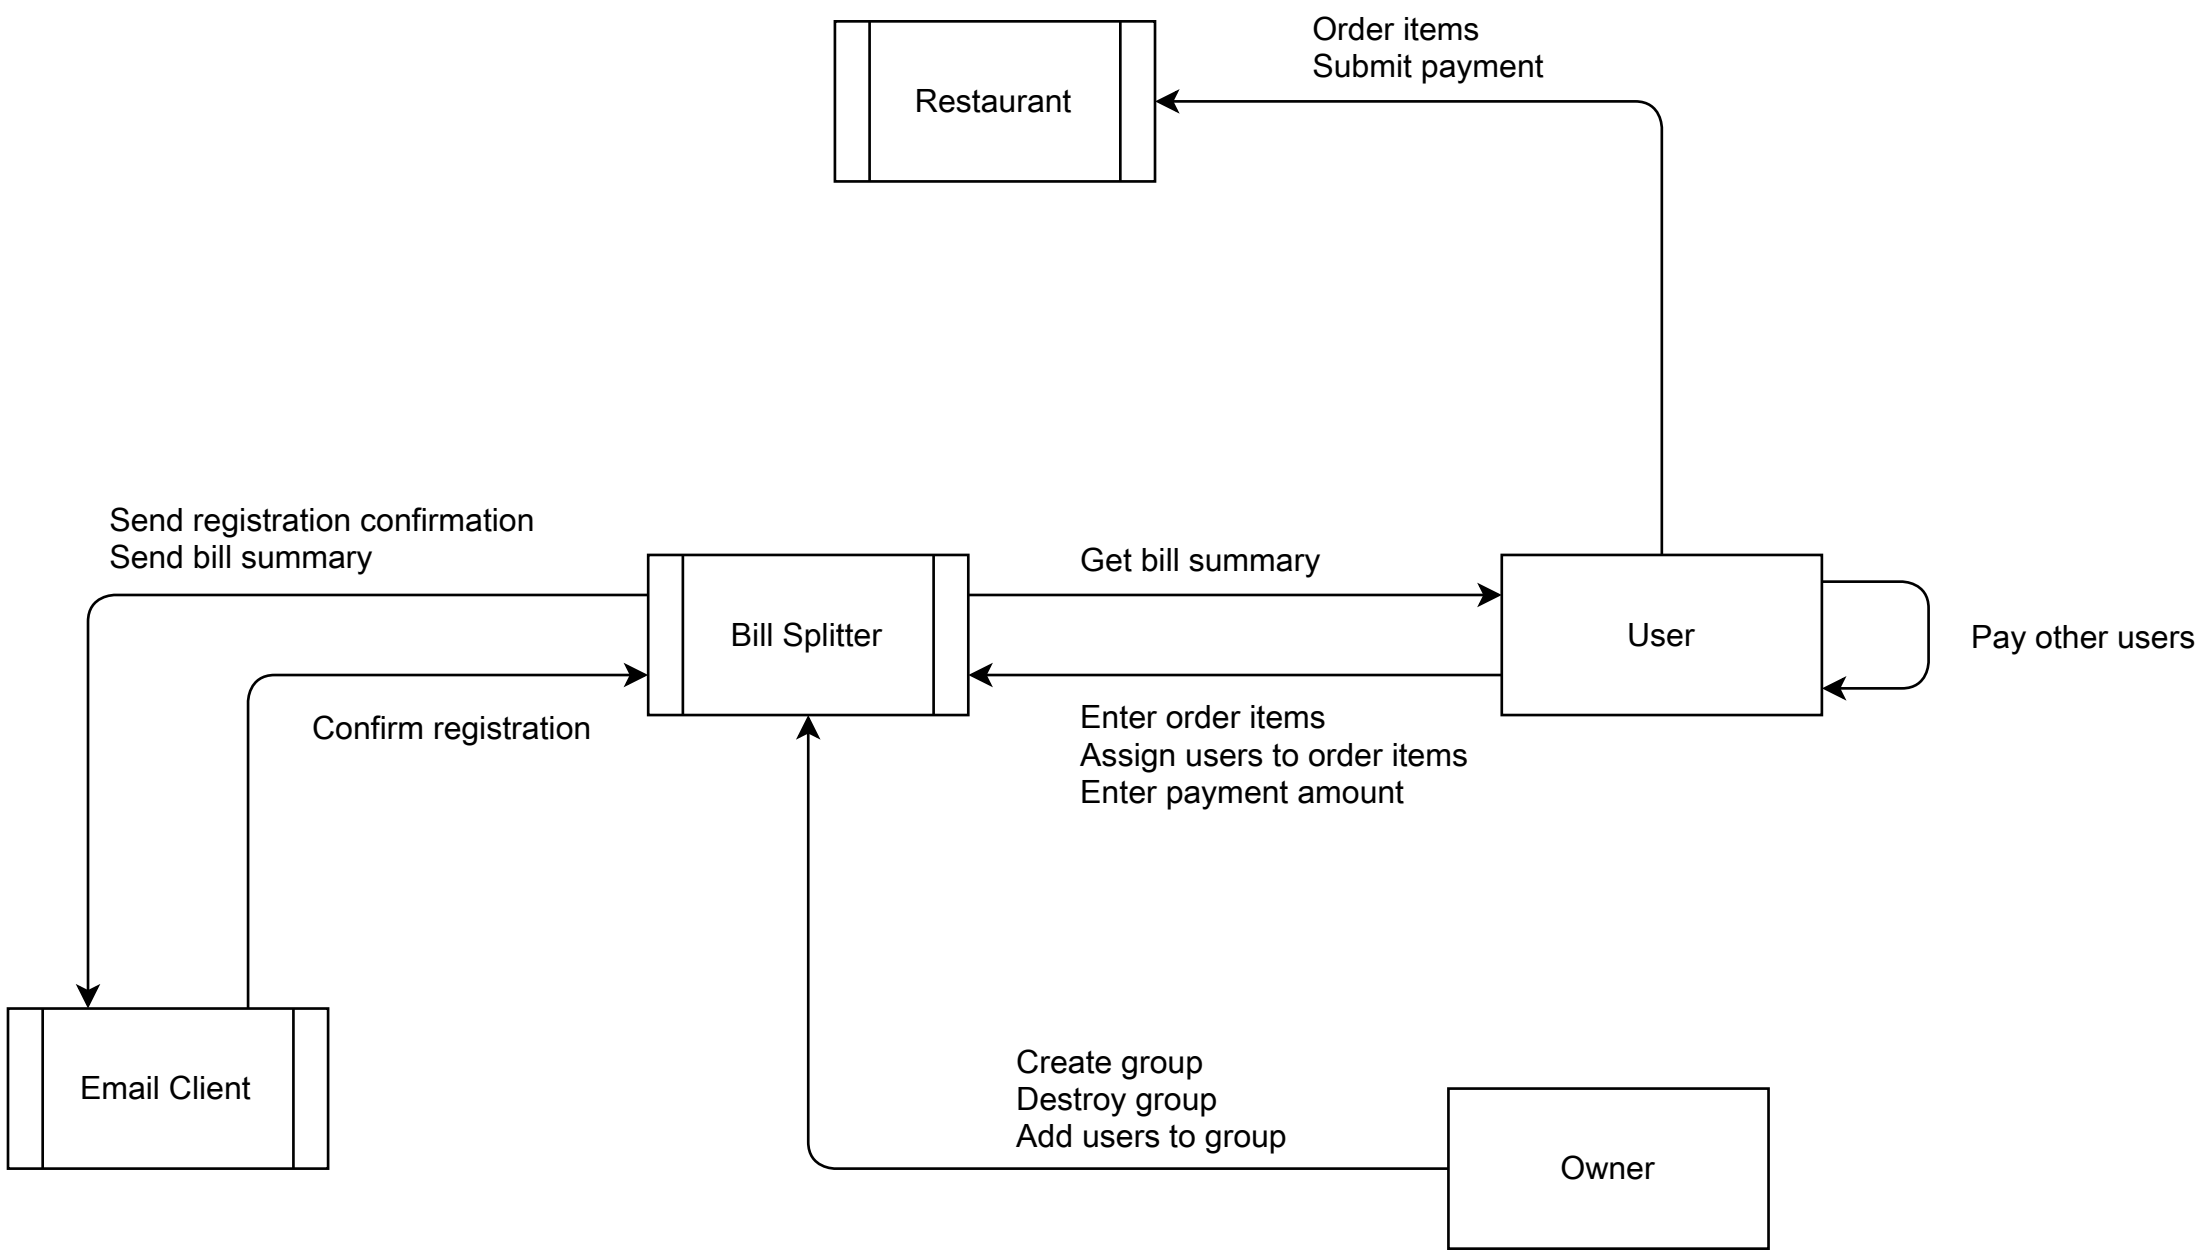 Order items
Submit payment
Restaurant
Send registration confirmation
Send bill summary
Get bill summary
Bill Splitter
User
Pay other users
Confirm registration
Enter order items
Assign users to order items
Enter payment amount
Create group
Destroy group
Add users to group
Email Client
Owner